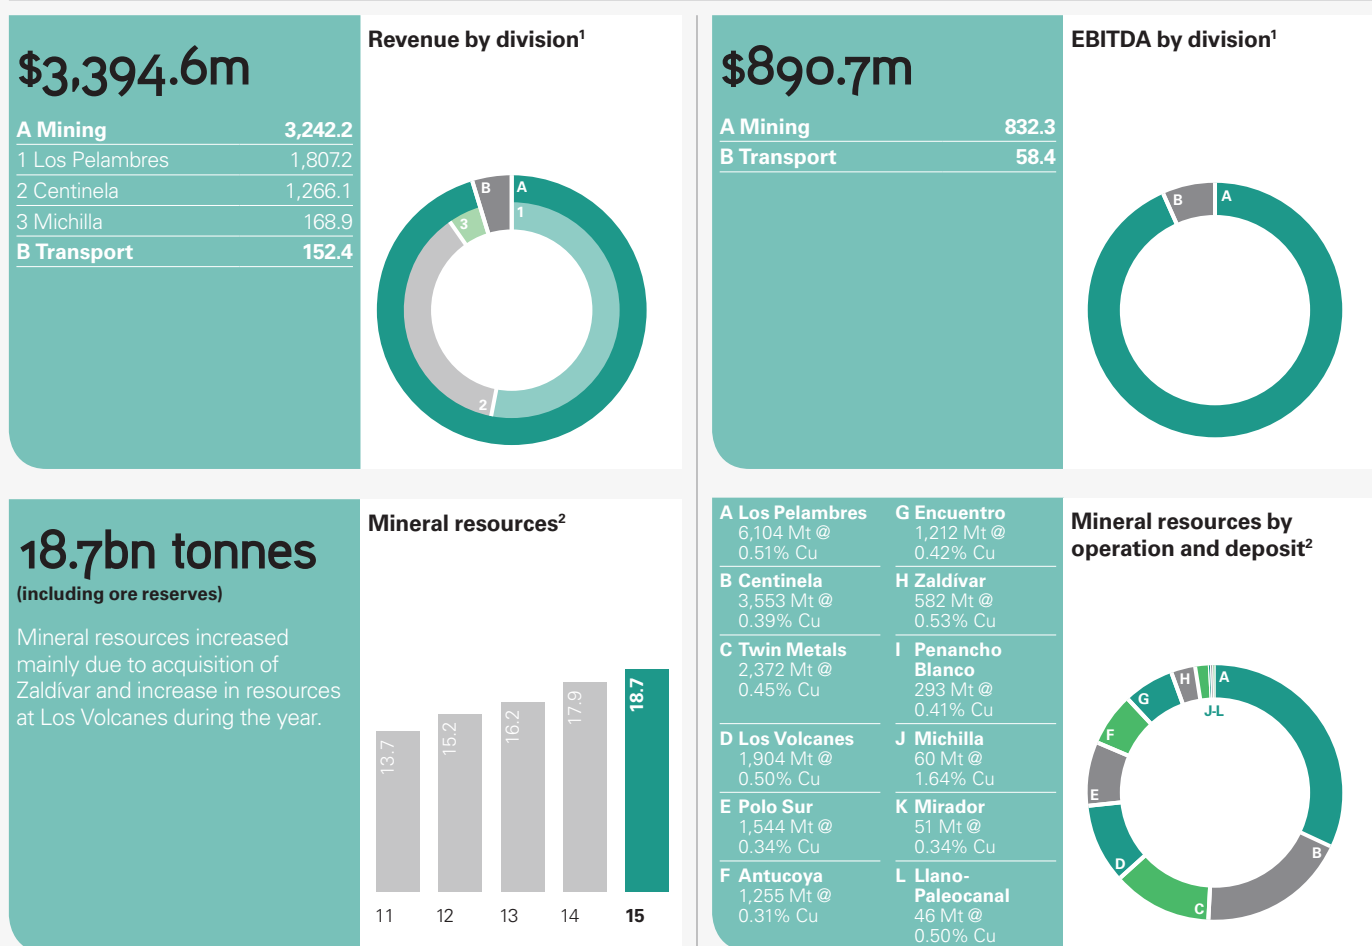 $3,394.6m
A Mining 3,242.2
1 Los Pelambres 1,807.2
2 Centinela 1,266.1
3 Michilla 168.9
B Transport 152.4
Revenue by division1
B A
1
3
2
$890.7m
A Mining 832.3
B Transport 58.4
EBITDA by division1
B A
18.7bn tonnes
(including ore reserves)
Mineral resources increased
mainly due to acquisition of
Zaldívar and increase in resources
at Los Volcanes during the year.
Mineral resources2
13.7 15.2 16.2 17.9 18.7
11 12 13 14 15
A Los Pelambres
6,104 Mt @
0.51% Cu
B Centinela
3,553 Mt @
0.39% Cu
C Twin Metals
2,372 Mt @
0.45% Cu
D Los Volcanes
1,904 Mt @
0.50% Cu
E Polo Sur
1,544 Mt @
0.34% Cu
F Antucoya
1,255 Mt @
0.31% Cu
G Encuentro
1,212 Mt @
0.42% Cu
H Zaldívar
582 Mt @
0.53% Cu
I Penancho
Blanco
293 Mt @
0.41% Cu
J Michilla
60 Mt @
1.64% Cu
K Mirador
51 Mt @
0.34% Cu
L Llano-
Paleocanal
46 Mt @
0.50% Cu
Mineral resources by
operation and deposit2
H A
G
J-L
F
E
B
D
C